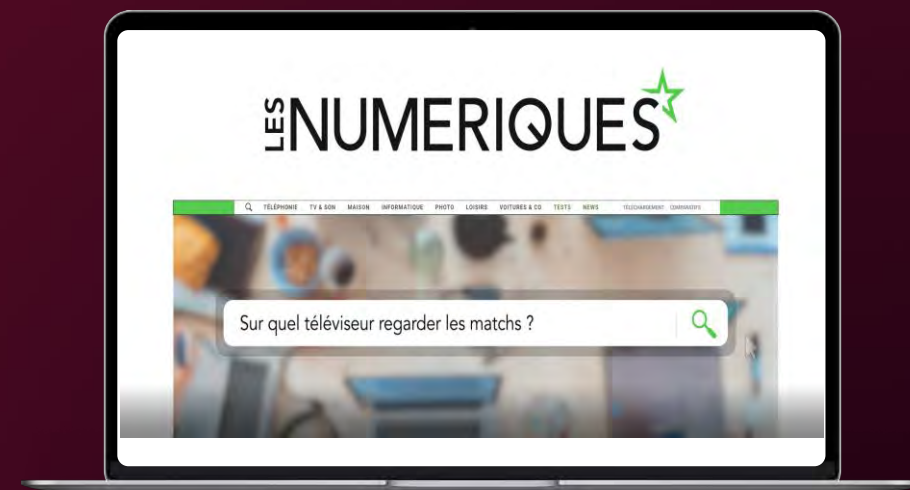 LES NUMERIQUES
TÉLÉPHONIE TV & SON MAISON INFORMATIQUE PHOTO LOISIRS VOITURES & CO TESTS NEWS TÉLÉCHARGEMENT COMPARATIFS
Sur quel téléviseur regarder les matchs ?